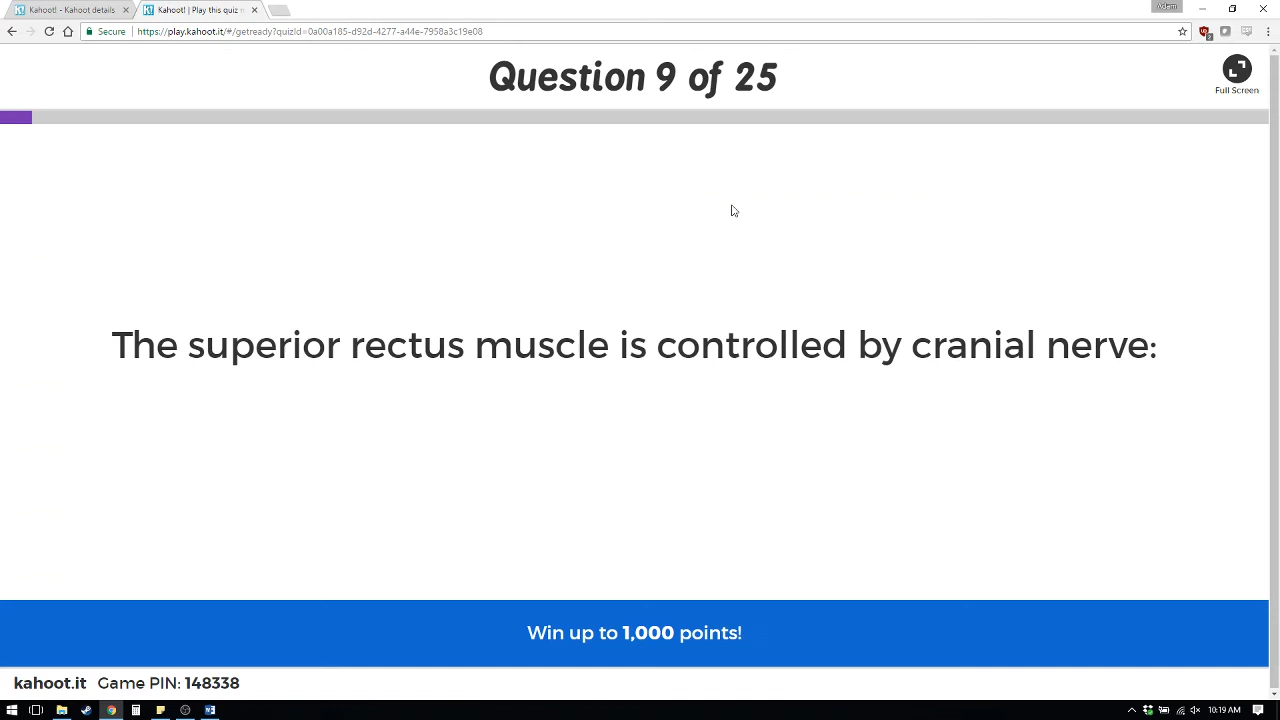 Adam
Kahoot! - Kahoot details
Kahoot! | Play this quiz n
Secure
https://play.kahoot.it/#/getready?quizId=0a00a185-d92d-4277-a44e-7958a3c19e08
Question 9 of 25
Full Screen
The superior rectus muscle is controlled by cranial nerve:
Win up to 1,000 points!
kahoot.it Game PIN: 148338
10:19 AM